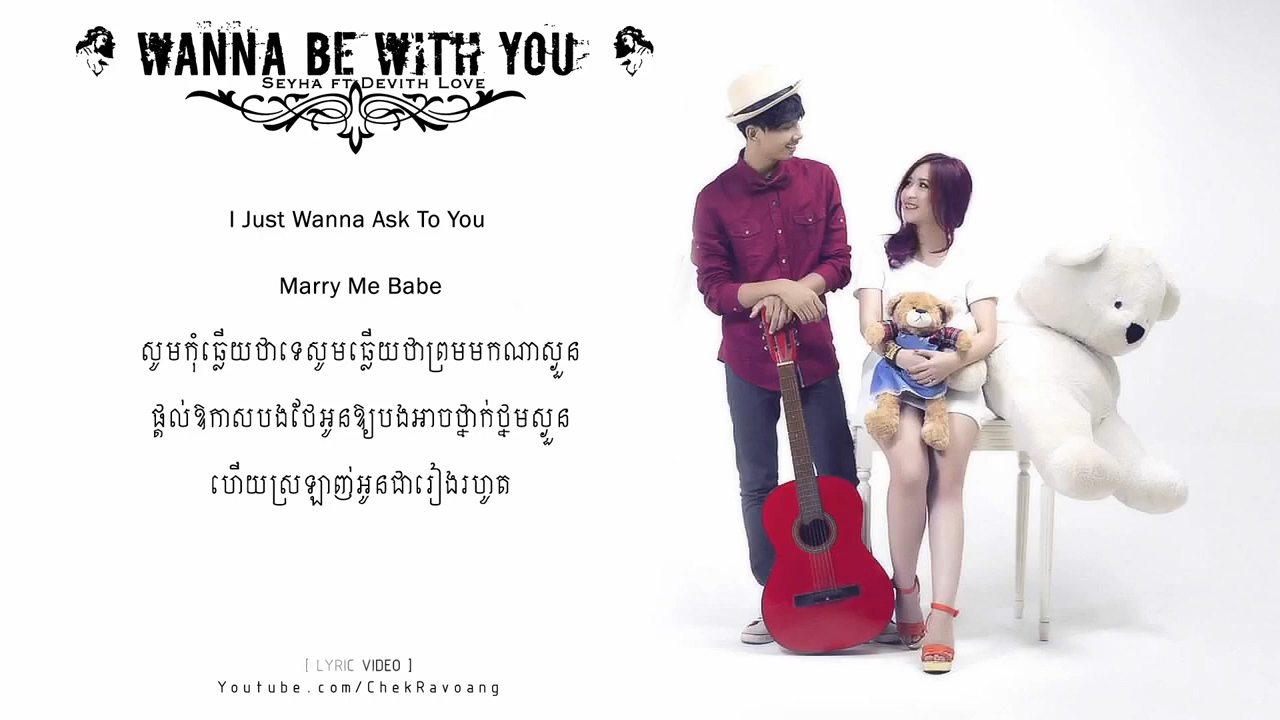 WANNA BE WITH YOU
SEYHA FT DEVITH LOVE
I Just Wanna Ask To You
Marry Me Babe
សូមកុំឆ្លើយថាទេសូមឆ្លើយថាព្រមមកណាស្ងួន
ផ្ដល់ឱកាសបងដៃអូនឱ្យបងអាចថ្នាក់ថ្នមស្ងួន
ហើយស្រឡាញ់អូនជារៀងរហូត
[ LYRIC VIDEO ]
Youtube.com/ChekRavoang